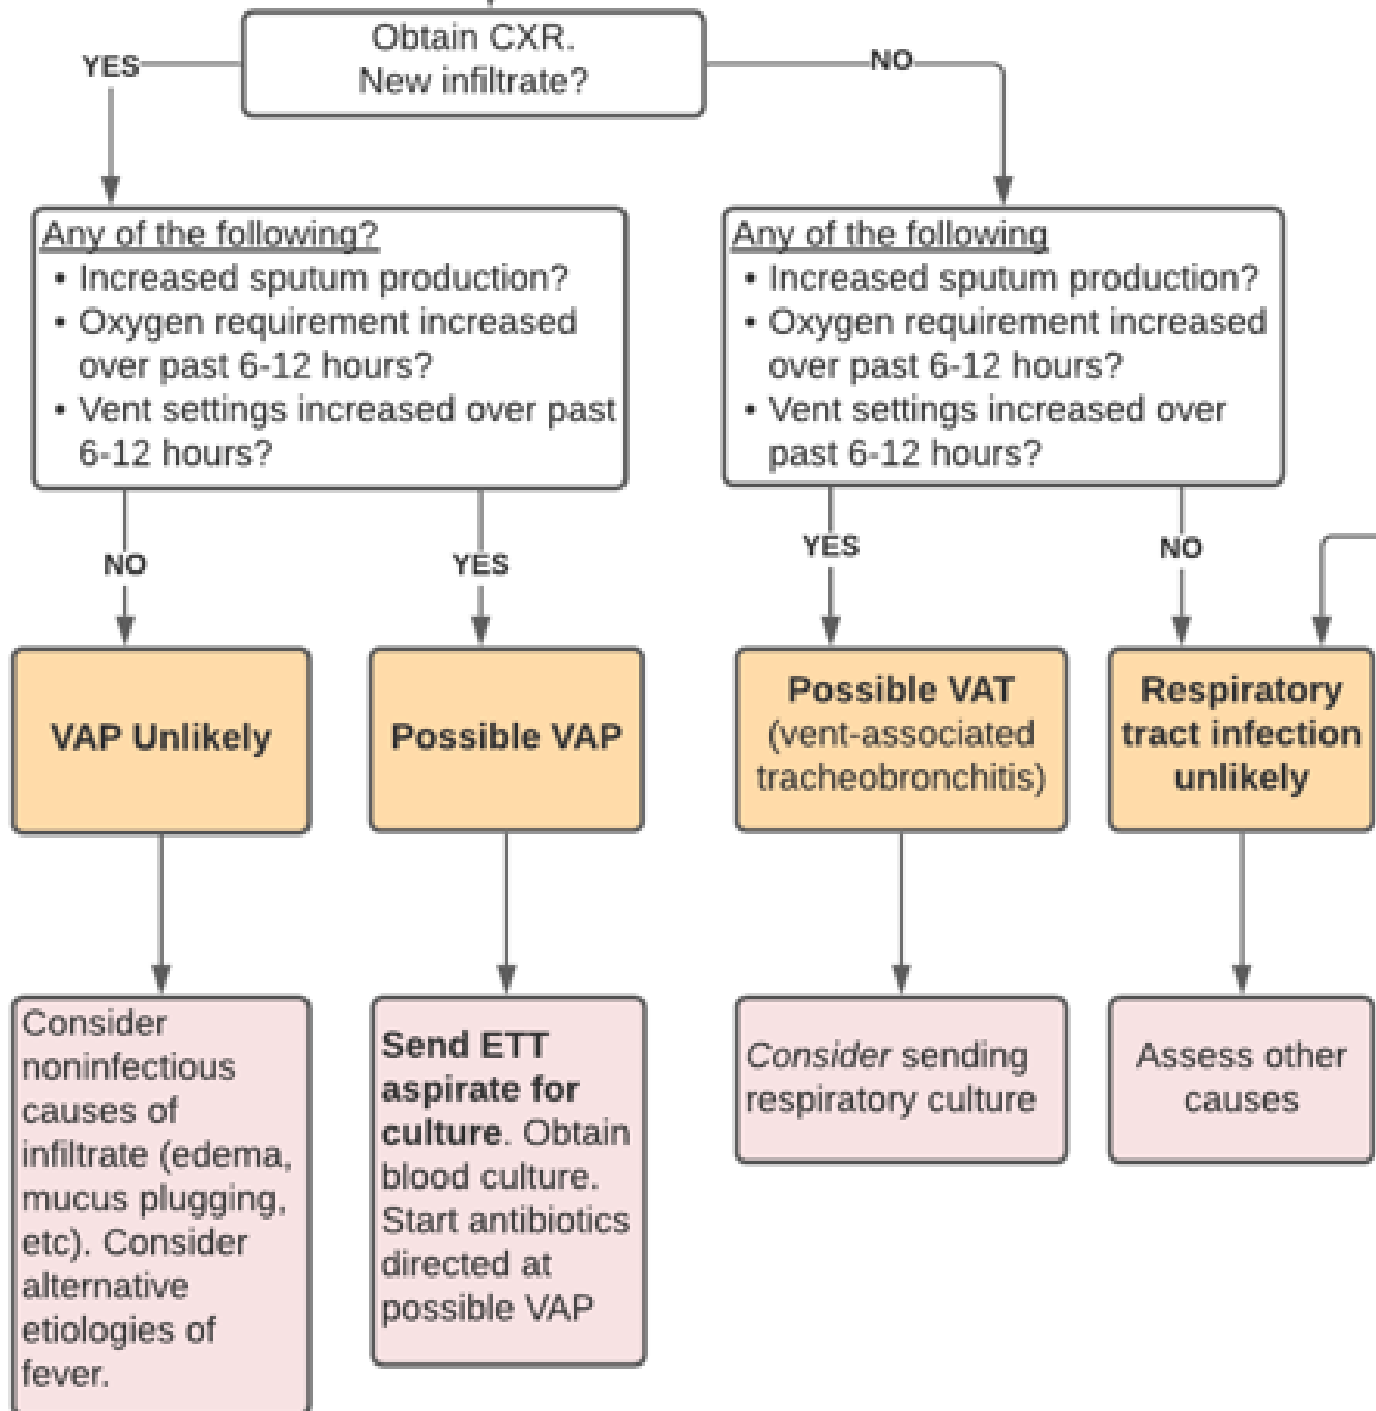 Obtain CXR.
New infiltrate?
YES
NO
Any of the following?
• Increased sputum production?
• Oxygen requirement increased
over past 6-12 hours?
• Vent settings increased over past
6-12 hours?
Any of the following
• Increased sputum production?
• Oxygen requirement increased
over past 6-12 hours?
• Vent settings increased over
past 6-12 hours?
NO
YES
YES
NO
VAP Unlikely
Possible VAP
Possible VAT
(vent-associated
tracheobronchitis)
Respiratory
tract infection
unlikely
Consider
noninfectious
causes of
infiltrate (edema,
mucus plugging,
etc). Consider
alternative
etiologies of
fever.
Send ETT
aspirate for
culture. Obtain
blood culture.
Start antibiotics
directed at
possible VAP
Consider sending
respiratory culture
Assess other
causes